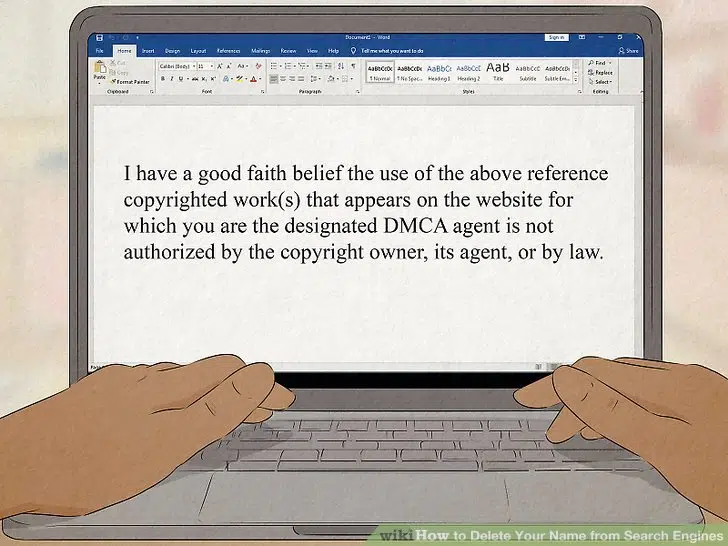 Document1 - Word
Sign in
File Home Insert Design Layout References Mailings Review View Help Tell me what you want to do Share
Paste
Cut
Copy
Format Painter
Clipboard
Calibri (Body) 11
Font
Paragraph
AaBbCcDc AaBbCcDc AaBbCc AaBbCcD AaB AaBbCcD AaBbCcDc
1 Normal 1 No Spac... Heading 1 Heading 2 Title Subtitle Subtle Em...
Styles
Find
Replace
Select
Editing
I have a good faith belief the use of the above reference
copyrighted work(s) that appears on the website for
which you are the designated DMCA agent is not
authorized by the copyright owner, its agent, or by law.
wikiHow to Delete Your Name from Search Engines